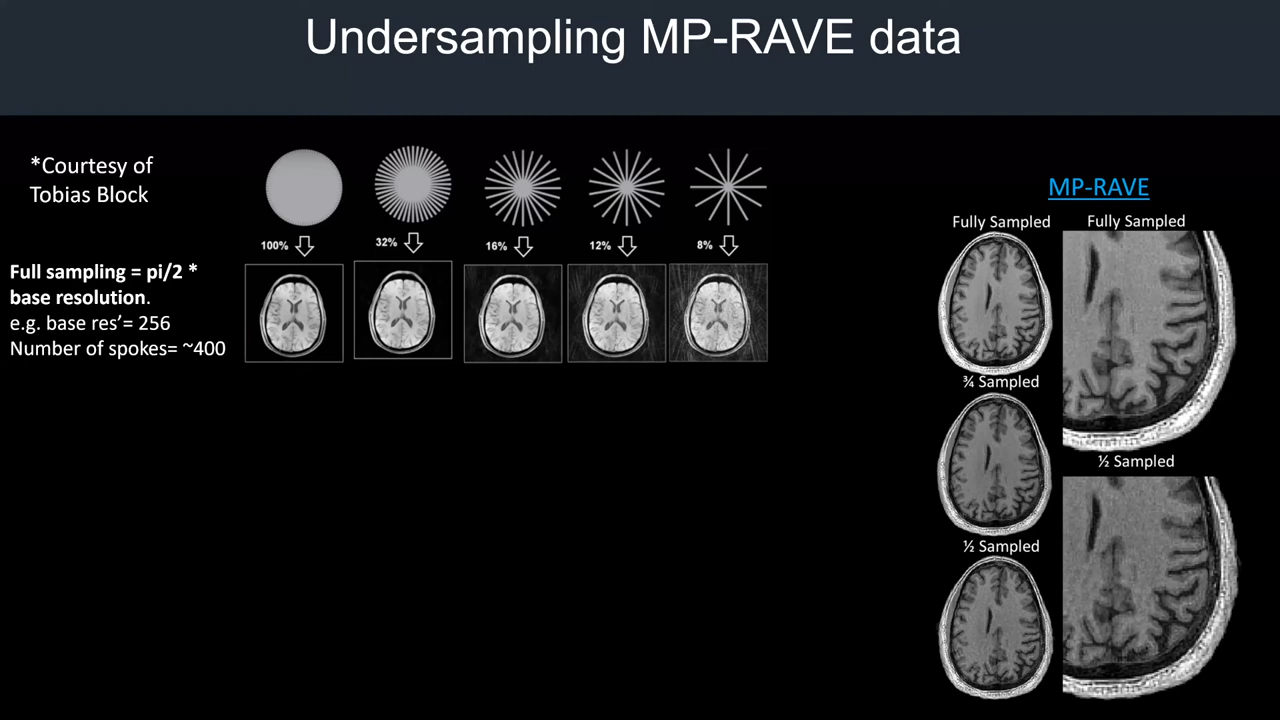 Undersampling MP-RAVE data
*Courtesy of
Tobias Block
100%
32%
16%
12%
8%
Full sampling = pi/2 *
base resolution.
e.g. base res’= 256
Number of spokes= ~400
MP-RAVE
Fully Sampled
Fully Sampled
¾ Sampled
½ Sampled
½ Sampled